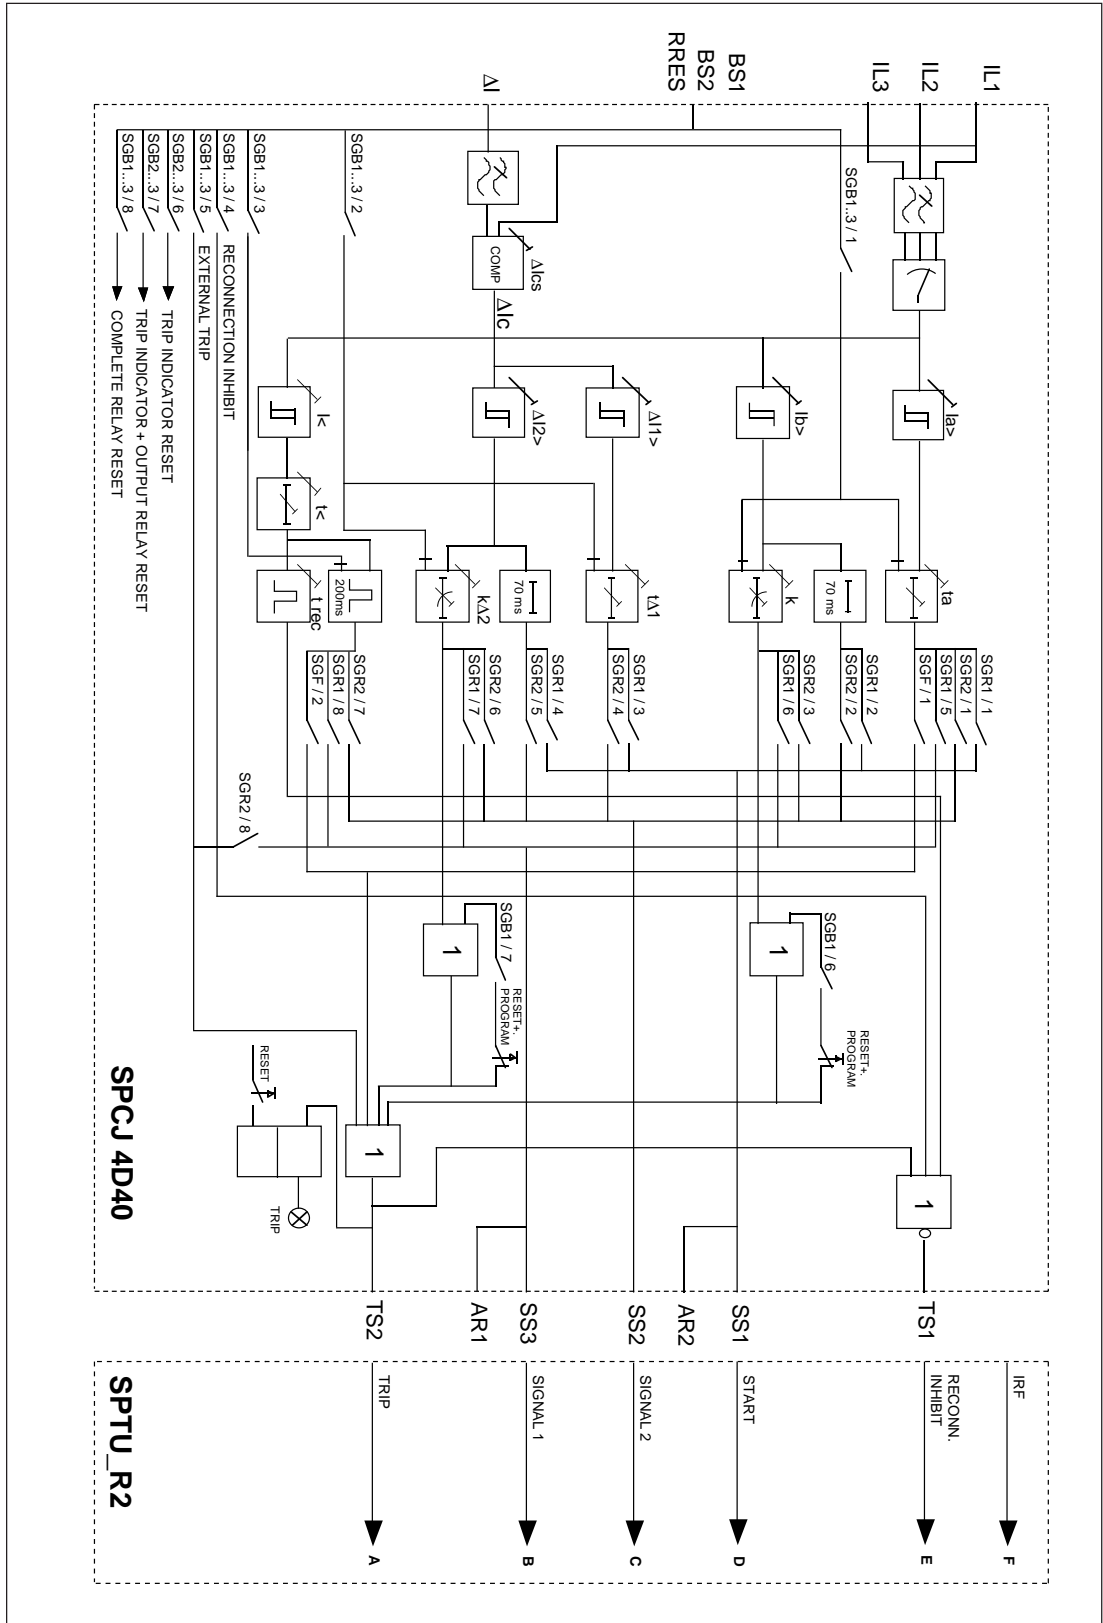 IL1
IL2
IL3
BS1
BS2
RRES
ΔI
SGB1..3 / 1
SGB1...3 / 2
SGB1...3 / 3
SGB1...3 / 4
SGB1...3 / 5
SGB2...3 / 6
SGB2...3 / 7
SGB1...3 / 8
RECONNECTION INHIBIT
EXTERNAL TRIP
TRIP INDICATOR RESET
TRIP INDICATOR + OUTPUT RELAY RESET
COMPLETE RELAY RESET
COMP
ΔIcs
ΔIc
Ia>
Ib>
ΔI1>
ΔI2>
I<
t<
ta
70 ms
k
tΔ1
70 ms
kΔ2
200ms
t rec
SGR1 / 1
SGR2 / 1
SGR1 / 5
SGF / 1
SGR1 / 2
SGR2 / 2
SGR2 / 3
SGR1 / 6
SGR1 / 3
SGR2 / 4
SGR1 / 4
SGR2 / 5
SGR2 / 6
SGR1 / 7
SGR2 / 7
SGR1 / 8
SGF / 2
SGR2 / 8
SGB1 / 6
1
RESET+.
PROGRAM
SGB1 / 7
1
RESET+.
PROGRAM
RESET
1
1
TRIP
SPCJ 4D40
TS1
SS1
AR2
SS2
SS3
AR1
TS2
IRF
RECONN.
INHIBIT
START
SIGNAL 2
SIGNAL 1
TRIP
F
E
D
C
B
A
SPTU_R2